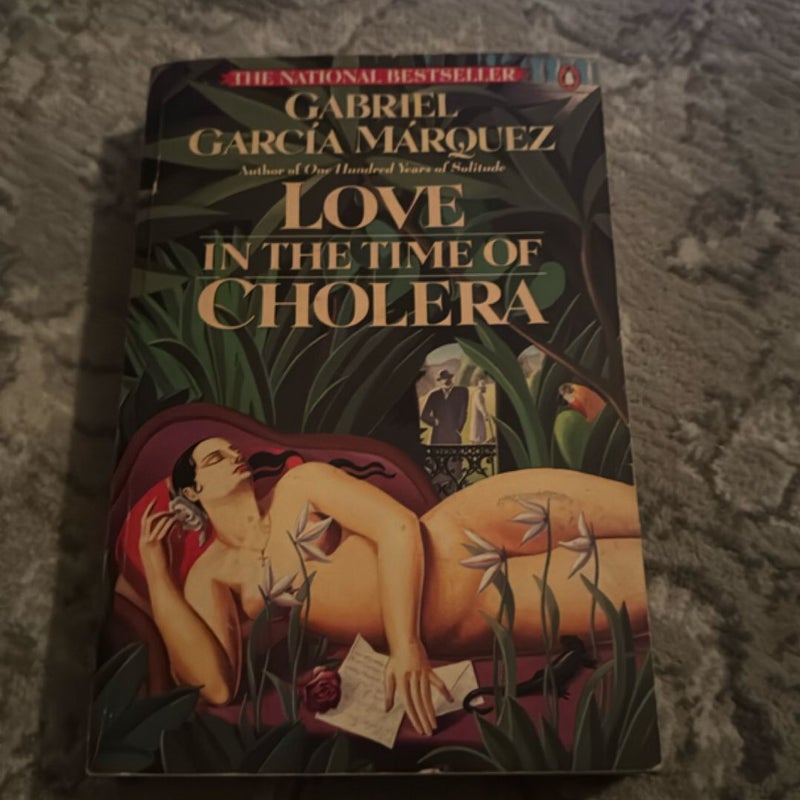 THE NATIONAL BESTSELLER
GABRIEL
GARCÍA MÁRQUEZ
Author of One Hundred Years of Solitude
LOVE
IN THE TIME OF
CHOLERA